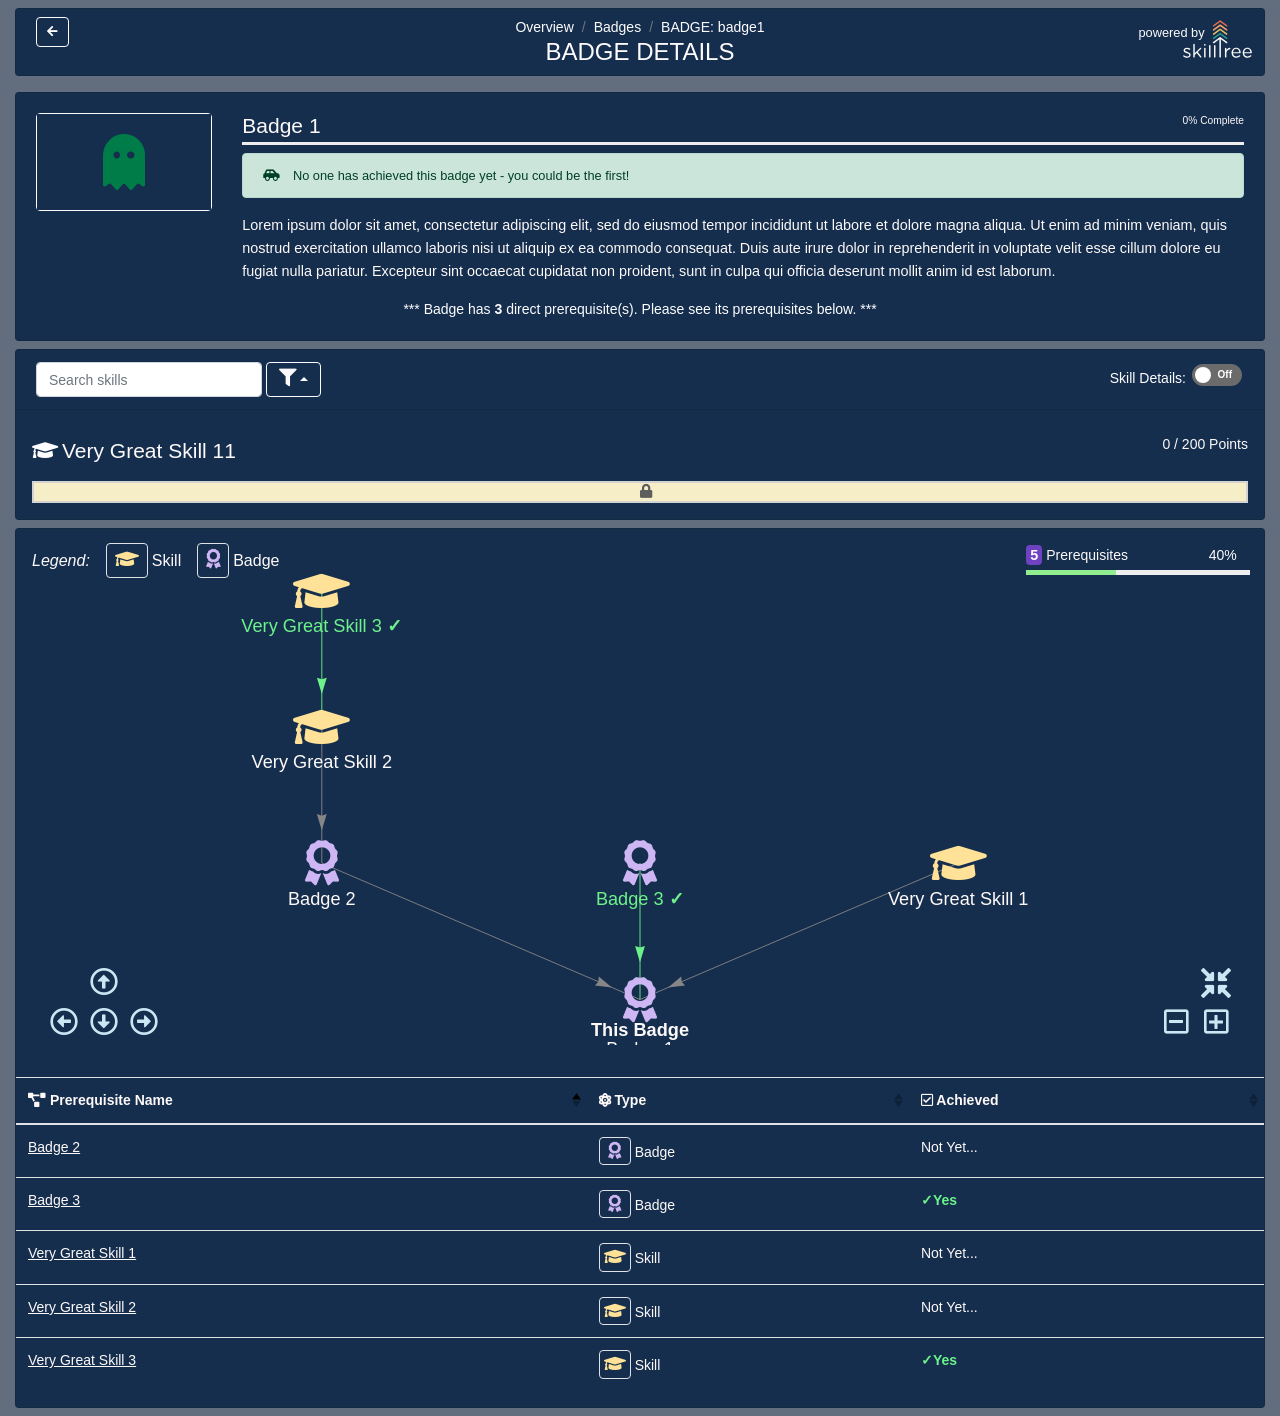 Overview / Badges / BADGE: badge1
BADGE DETAILS
powered by
skilltree
Badge 1
0% Complete
No one has achieved this badge yet - you could be the first!
Lorem ipsum dolor sit amet, consectetur adipiscing elit, sed do eiusmod tempor incididunt ut labore et dolore magna aliqua. Ut enim ad minim veniam, quis
nostrud exercitation ullamco laboris nisi ut aliquip ex ea commodo consequat. Duis aute irure dolor in reprehenderit in voluptate velit esse cillum dolore eu
fugiat nulla pariatur. Excepteur sint occaecat cupidatat non proident, sunt in culpa qui officia deserunt mollit anim id est laborum.
*** Badge has 3 direct prerequisite(s). Please see its prerequisites below. ***
Search skills
Skill Details: Off
Very Great Skill 11
0 / 200 Points
Legend: Skill Badge
5 Prerequisites 40%
Very Great Skill 3 ✓
Very Great Skill 2
Badge 2
Badge 3 ✓
Very Great Skill 1
This Badge
Prerequisite Name Type Achieved
Badge 2 Badge Not Yet...
Badge 3 Badge ✓Yes
Very Great Skill 1 Skill Not Yet...
Very Great Skill 2 Skill Not Yet...
Very Great Skill 3 Skill ✓Yes